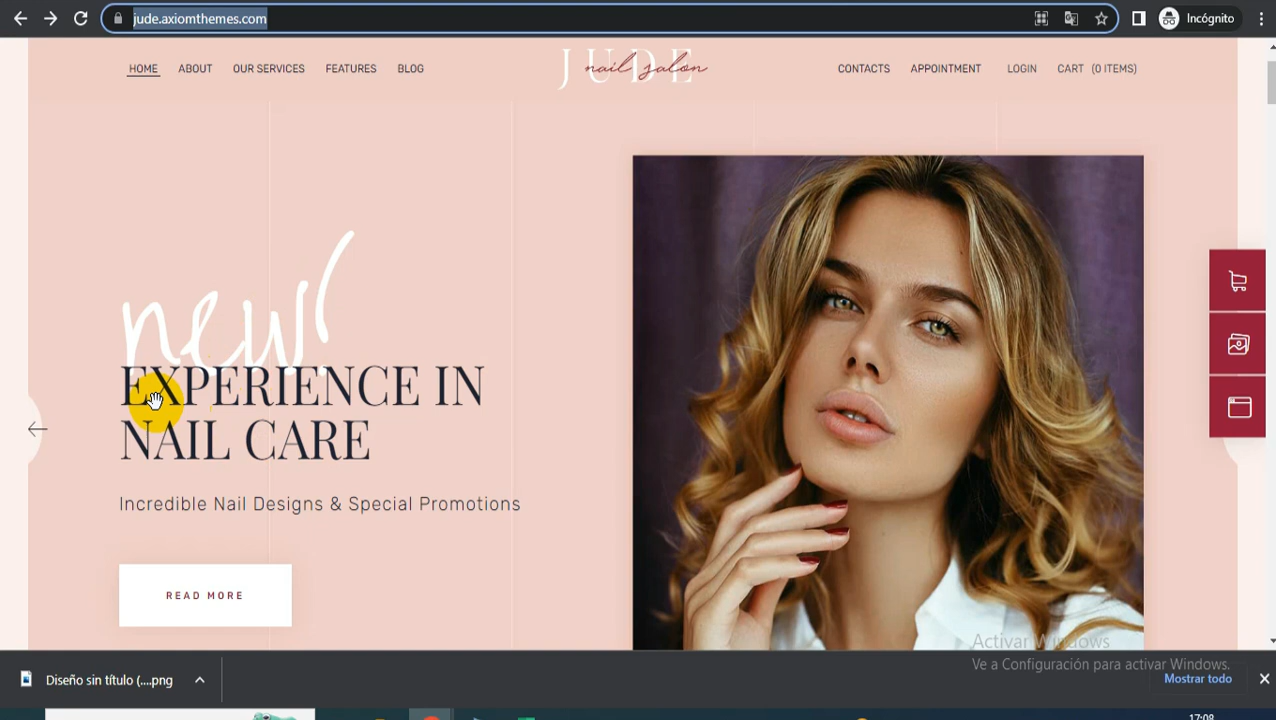 jude.axiomthemes.com
Incógnito
HOME ABOUT OUR SERVICES FEATURES BLOG
JUDE
nail salon
CONTACTS APPOINTMENT LOGIN CART (0 ITEMS)
new
EXPERIENCE IN
NAIL CARE
Incredible Nail Designs & Special Promotions
READ MORE
Activar Windows
Ve a Configuración para activar Windows.
Diseño sin título (....png
Mostrar todo
17:08